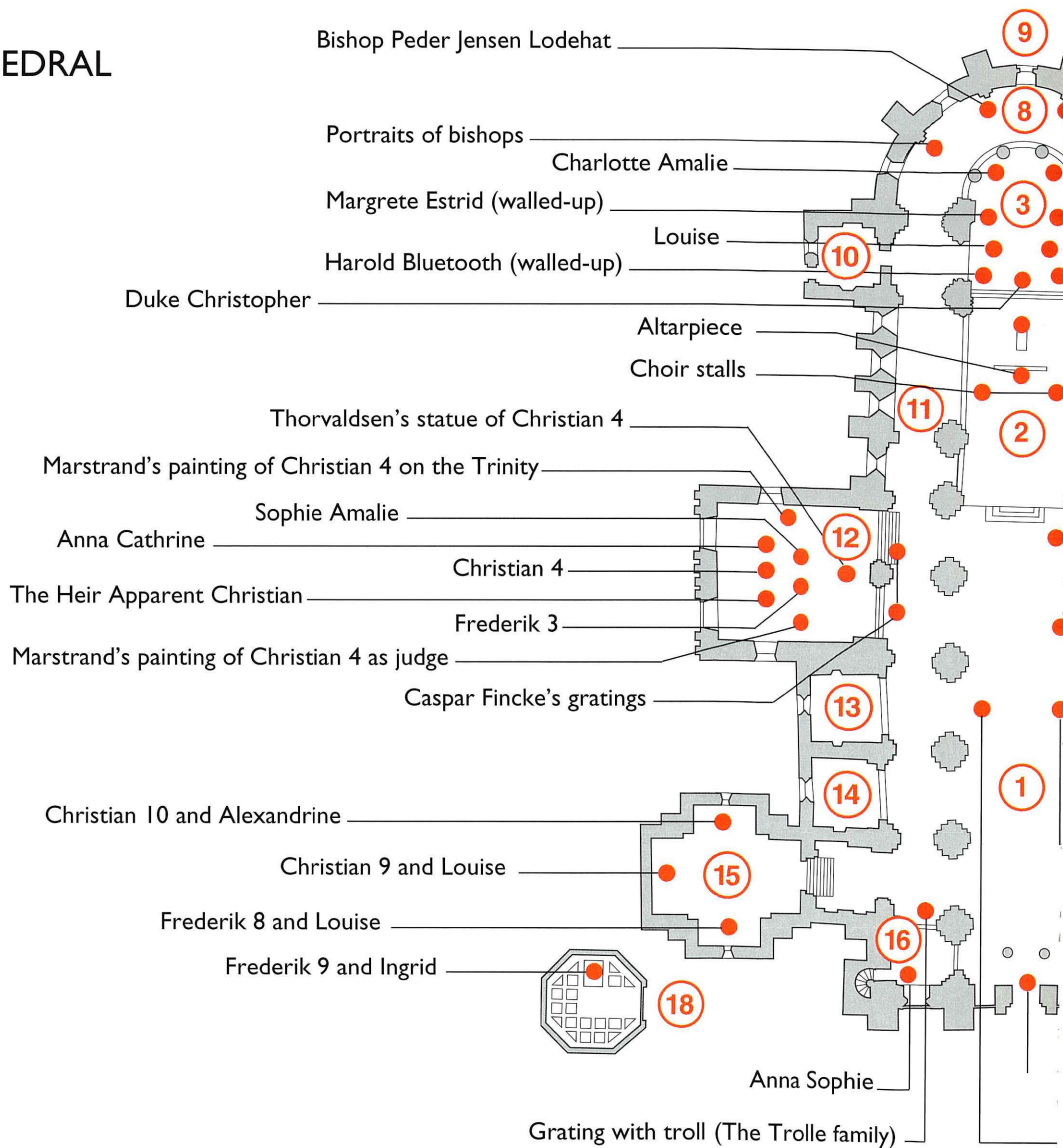 EDRAL
Bishop Peder Jensen Lodehat
9
8
Portraits of bishops
Charlotte Amalie
Margrete Estrid (walled-up)
3
Louise
10
Harold Bluetooth (walled-up)
Duke Christopher
Altarpiece
Choir stalls
11
2
Thorvaldsen’s statue of Christian 4
Marstrand’s painting of Christian 4 on the Trinity
Sophie Amalie
12
Anna Cathrine
Christian 4
The Heir Apparent Christian
Frederik 3
Marstrand’s painting of Christian 4 as judge
Caspar Fincke’s gratings
13
14
1
Christian 10 and Alexandrine
Christian 9 and Louise
15
Frederik 8 and Louise
16
Frederik 9 and Ingrid
18
Anna Sophie
Grating with troll (The Trolle family)